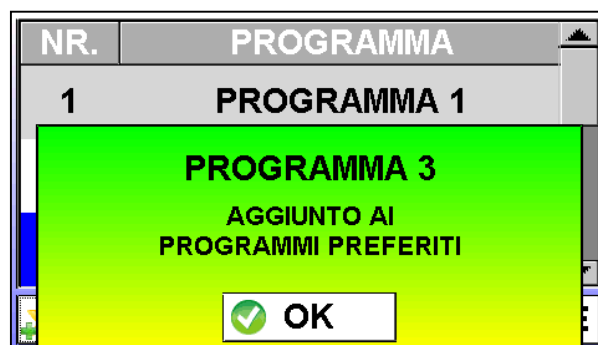 NR. PROGRAMMA
1 PROGRAMMA 1
PROGRAMMA 3
AGGIUNTO AI
PROGRAMMI PREFERITI
OK